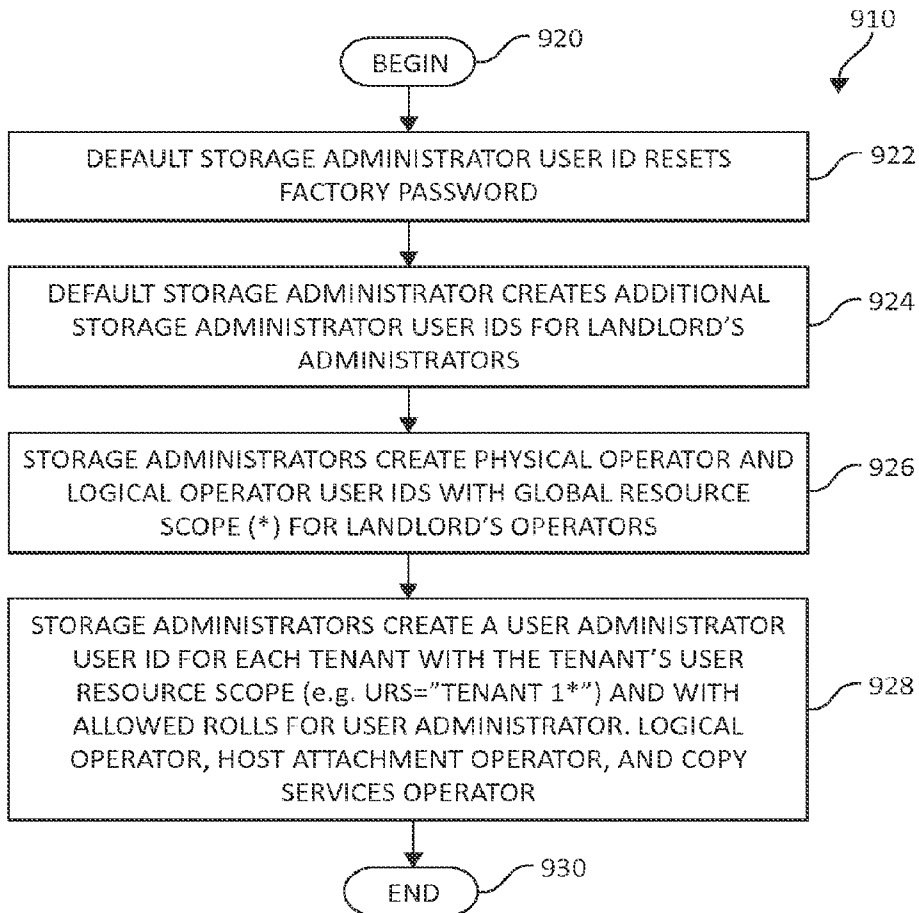 910
BEGIN
920
DEFAULT STORAGE ADMINISTRATOR USER ID RESETS
FACTORY PASSWORD
922
DEFAULT STORAGE ADMINISTRATOR CREATES ADDITIONAL
STORAGE ADMINISTRATOR USER IDS FOR LANDLORD'S
ADMINISTRATORS
924
STORAGE ADMINISTRATORS CREATE PHYSICAL OPERATOR AND
LOGICAL OPERATOR USER IDS WITH GLOBAL RESOURCE
SCOPE (*) FOR LANDLORD'S OPERATORS
926
STORAGE ADMINISTRATORS CREATE A USER ADMINISTRATOR
USER ID FOR EACH TENANT WITH THE TENANT'S USER
RESOURCE SCOPE (e.g. URS="TENANT 1*") AND WITH
ALLOWED ROLLS FOR USER ADMINISTRATOR. LOGICAL
OPERATOR, HOST ATTACHMENT OPERATOR, AND COPY
SERVICES OPERATOR
928
END
930